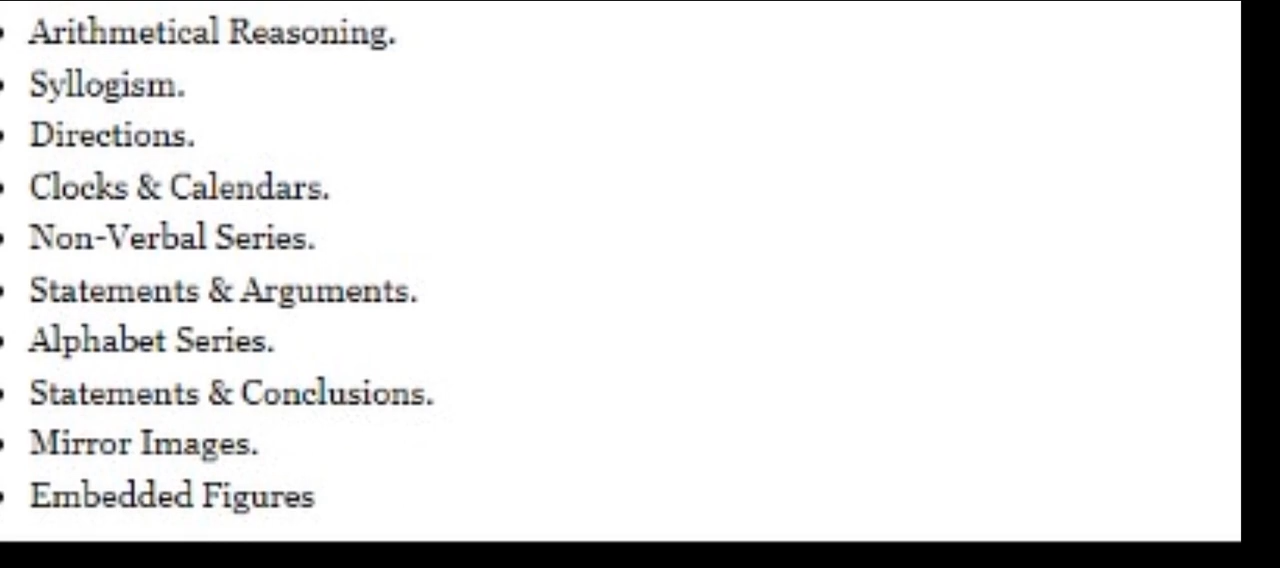 • Arithmetical Reasoning.
• Syllogism.
• Directions.
• Clocks & Calendars.
• Non-Verbal Series.
• Statements & Arguments.
• Alphabet Series.
• Statements & Conclusions.
• Mirror Images.
• Embedded Figures